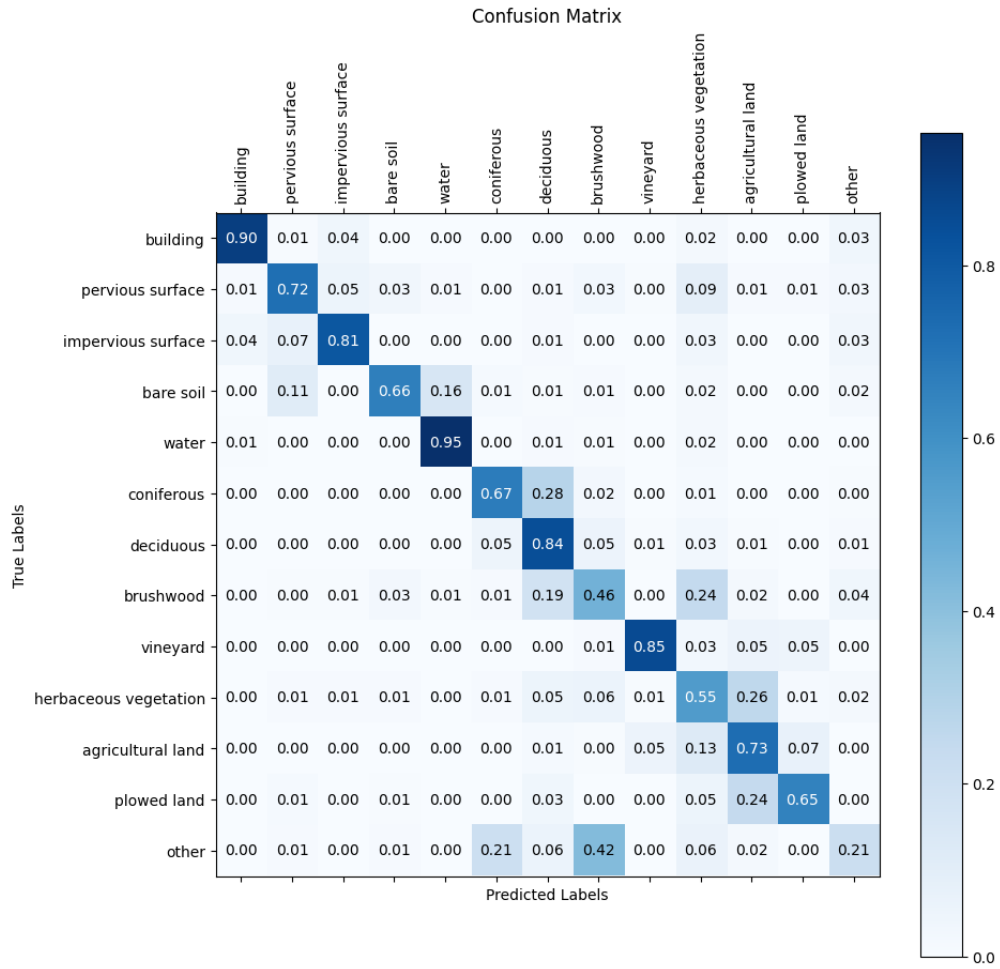 Confusion Matrix
building
pervious surface
impervious surface
bare soil
water
coniferous
deciduous
brushwood
vineyard
herbaceous vegetation
agricultural land
plowed land
other
building 0.90 0.01 0.04 0.00 0.00 0.00 0.00 0.00 0.00 0.02 0.00 0.00 0.03
pervious surface 0.01 0.72 0.05 0.03 0.01 0.00 0.01 0.03 0.00 0.09 0.01 0.01 0.03
impervious surface 0.04 0.07 0.81 0.00 0.00 0.00 0.01 0.00 0.00 0.03 0.00 0.00 0.03
bare soil 0.00 0.11 0.00 0.66 0.16 0.01 0.01 0.01 0.00 0.02 0.00 0.00 0.02
water 0.01 0.00 0.00 0.00 0.95 0.00 0.01 0.01 0.00 0.02 0.00 0.00 0.00
coniferous 0.00 0.00 0.00 0.00 0.00 0.67 0.28 0.02 0.00 0.01 0.00 0.00 0.00
deciduous 0.00 0.00 0.00 0.00 0.00 0.05 0.84 0.05 0.01 0.03 0.01 0.00 0.01
brushwood 0.00 0.00 0.01 0.03 0.01 0.01 0.19 0.46 0.00 0.24 0.02 0.00 0.04
vineyard 0.00 0.00 0.00 0.00 0.00 0.00 0.00 0.01 0.85 0.03 0.05 0.05 0.00
herbaceous vegetation 0.00 0.01 0.01 0.01 0.00 0.01 0.05 0.06 0.01 0.55 0.26 0.01 0.02
agricultural land 0.00 0.00 0.00 0.00 0.00 0.00 0.01 0.00 0.05 0.13 0.73 0.07 0.00
plowed land 0.00 0.01 0.00 0.01 0.00 0.00 0.03 0.00 0.00 0.05 0.24 0.65 0.00
other 0.00 0.01 0.00 0.01 0.00 0.21 0.06 0.42 0.00 0.06 0.02 0.00 0.21
True Labels
Predicted Labels
0.8
0.6
0.4
0.2
0.0